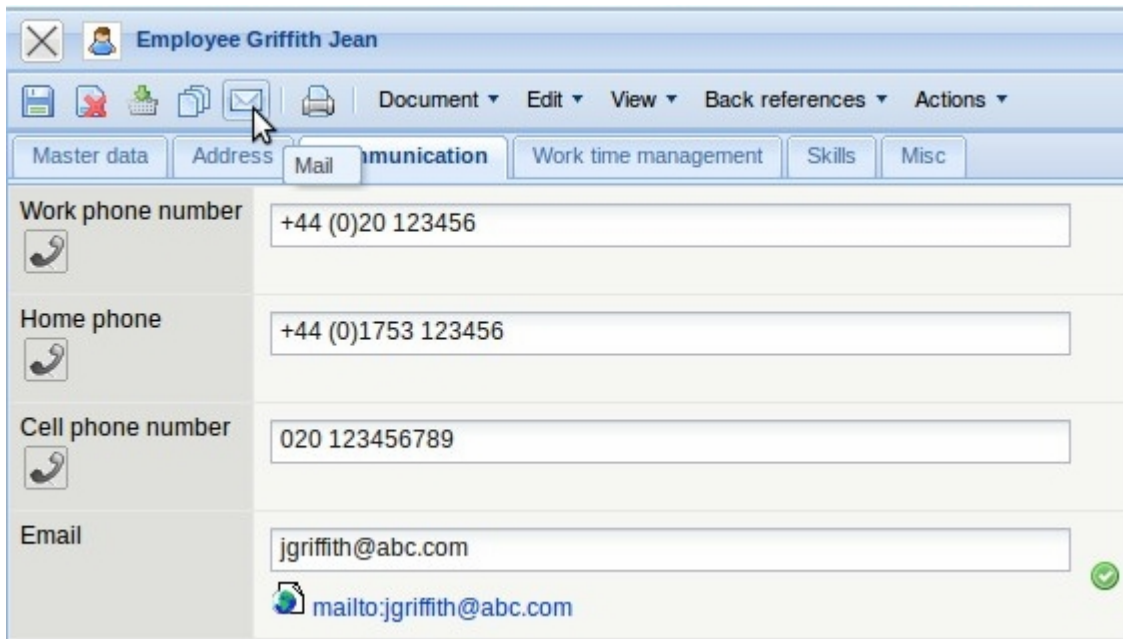 Employee Griffith Jean
Document Edit View Back references Actions
Master data Address mmunication Work time management Skills Misc
Mail
Work phone number +44 (0)20 123456
Home phone +44 (0)1753 123456
Cell phone number 020 123456789
Email jgriffith@abc.com
mailto:jgriffith@abc.com